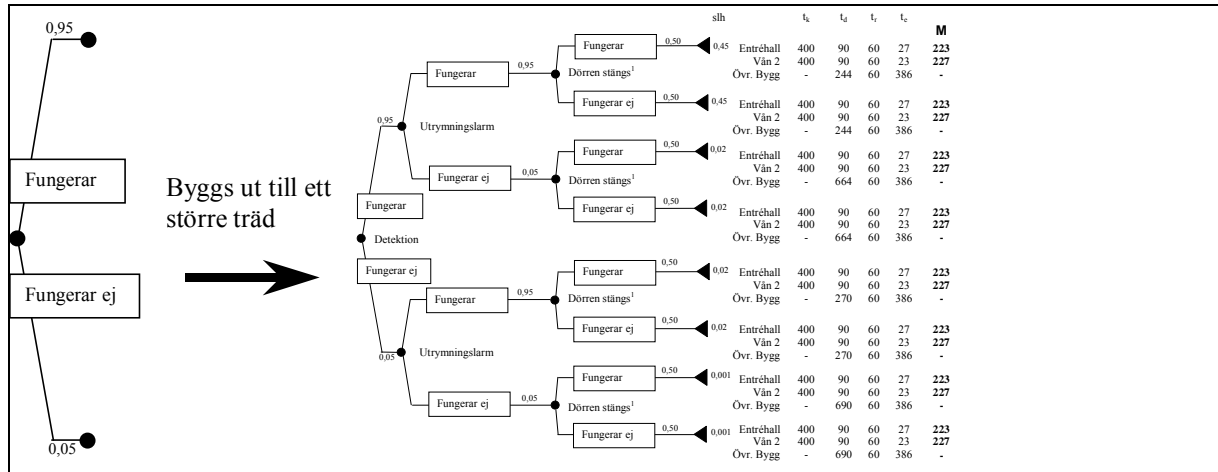 0,95
Fungerar
Fungerar ej
0,05
Byggs ut till ett
större träd
slh t_k t_d t_r t_e M
Fungerar 0,50 0,45 Entréhall 400 90 60 27 223
0,95 Vån 2 400 90 60 23 227
Fungerar Dörren stängs¹ Övr. Bygg - 244 60 386 -
Fungerar ej 0,50 0,45 Entréhall 400 90 60 27 223
Vån 2 400 90 60 23 227
0,95 Utrymningslarm Övr. Bygg - 244 60 386 -
Fungerar 0,50 0,02 Entréhall 400 90 60 27 223
Vån 2 400 90 60 23 227
Fungerar ej 0,05 Dörren stängs¹ Övr. Bygg - 664 60 386 -
Fungerar Fungerar ej 0,50 0,02 Entréhall 400 90 60 27 223
Vån 2 400 90 60 23 227
Detektion Övr. Bygg - 664 60 386 -
Fungerar ej Fungerar 0,50 0,02 Entréhall 400 90 60 27 223
Vån 2 400 90 60 23 227
Fungerar 0,95 Dörren stängs¹ Övr. Bygg - 270 60 386 -
Fungerar ej 0,50 0,02 Entréhall 400 90 60 27 223
Vån 2 400 90 60 23 227
0,05 Utrymningslarm Övr. Bygg - 270 60 386 -
Fungerar 0,50 0,001 Entréhall 400 90 60 27 223
Vån 2 400 90 60 23 227
Fungerar ej 0,05 Dörren stängs¹ Övr. Bygg - 690 60 386 -
Fungerar ej 0,50 0,001 Entréhall 400 90 60 27 223
Vån 2 400 90 60 23 227
Övr. Bygg - 690 60 386 -